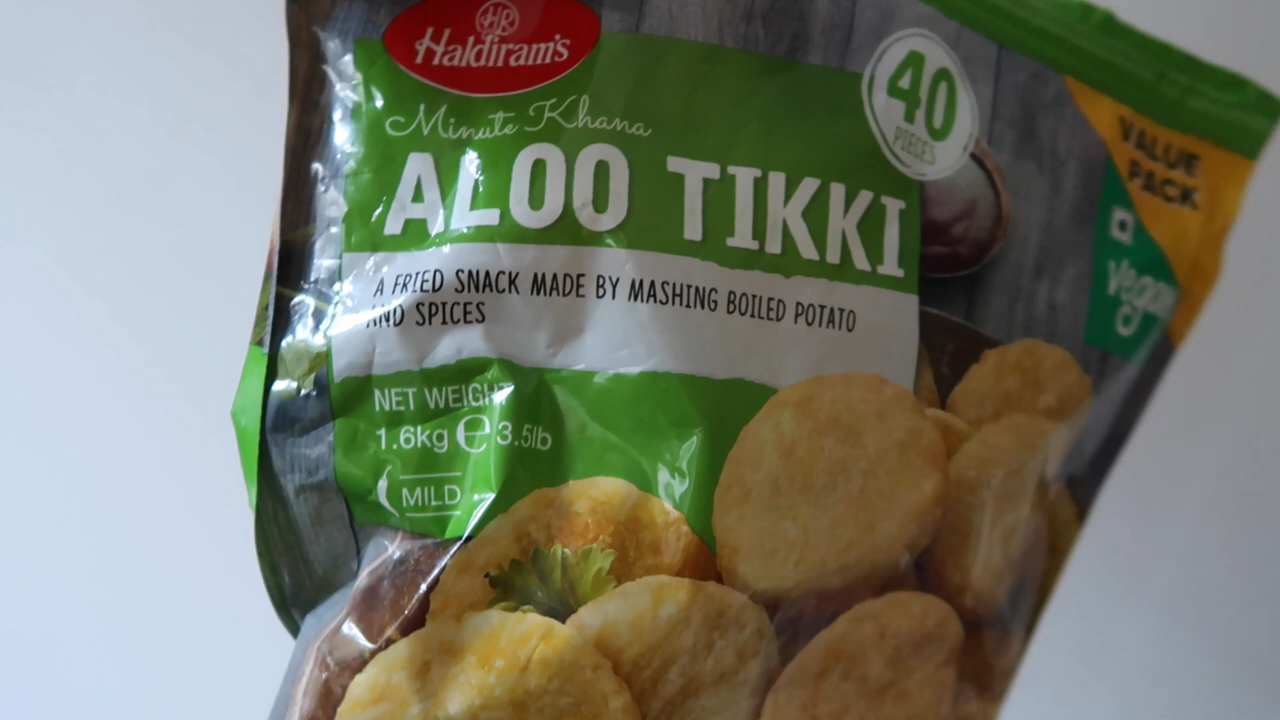 HR
Haldiram's
Minute Khana
ALOO TIKKI
A FRIED SNACK MADE BY MASHING BOILED POTATO
AND SPICES
NET WEIGHT
1.6kg e 3.5lb
MILD
40
PIECES
VALUE
PACK
vegan